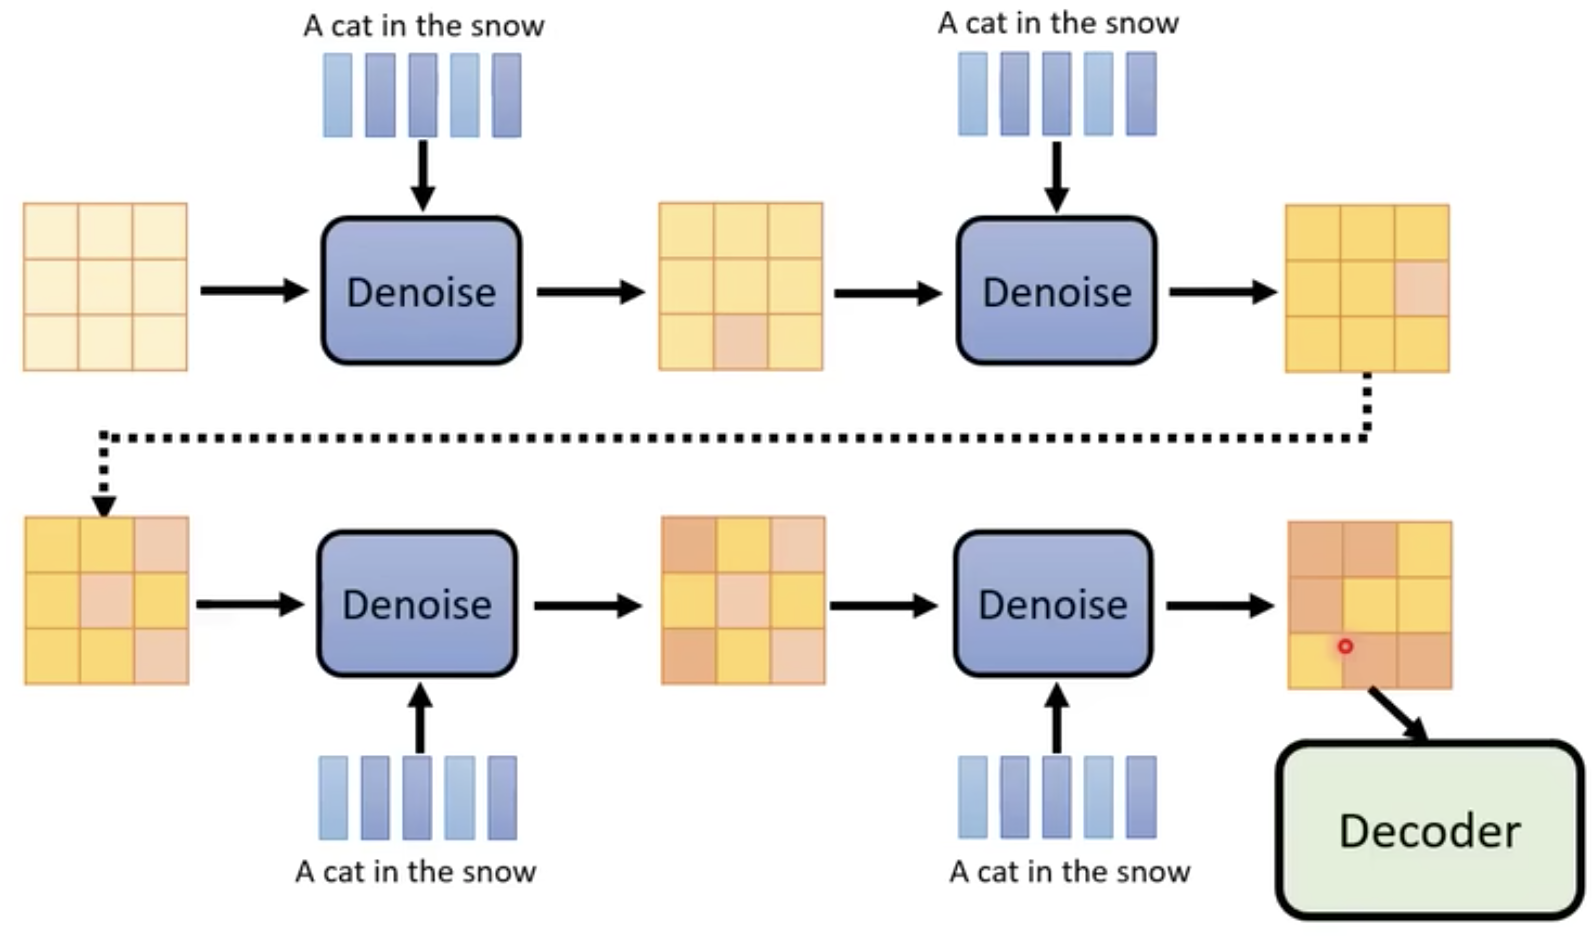 A cat in the snow
A cat in the snow
Denoise
Denoise
Denoise
Denoise
A cat in the snow
A cat in the snow
Decoder